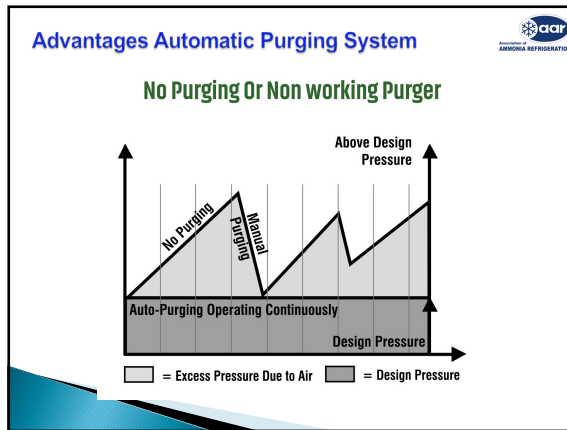 Advantages Automatic Purging System
aar
Association of
AMMONIA REFRIGERATION
No Purging Or Non working Purger
Above Design
Pressure
No Purging
Manual
Purging
Auto-Purging Operating Continuously
Design Pressure
= Excess Pressure Due to Air
= Design Pressure